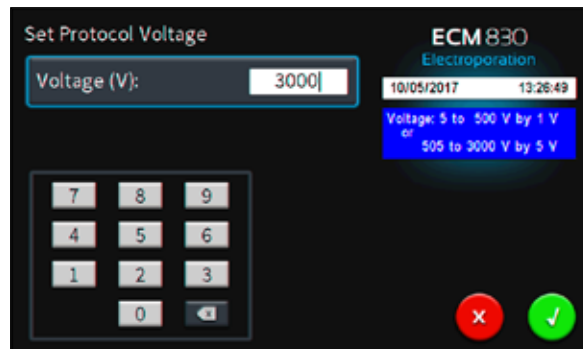 Set Protocol Voltage
Voltage (V): 3000
ECM 830
Electroporation
10/05/2017 13:26:49
Voltage: 5 to 500 V by 1 V
or
505 to 3000 V by 5 V
7 8 9
4 5 6
1 2 3
0